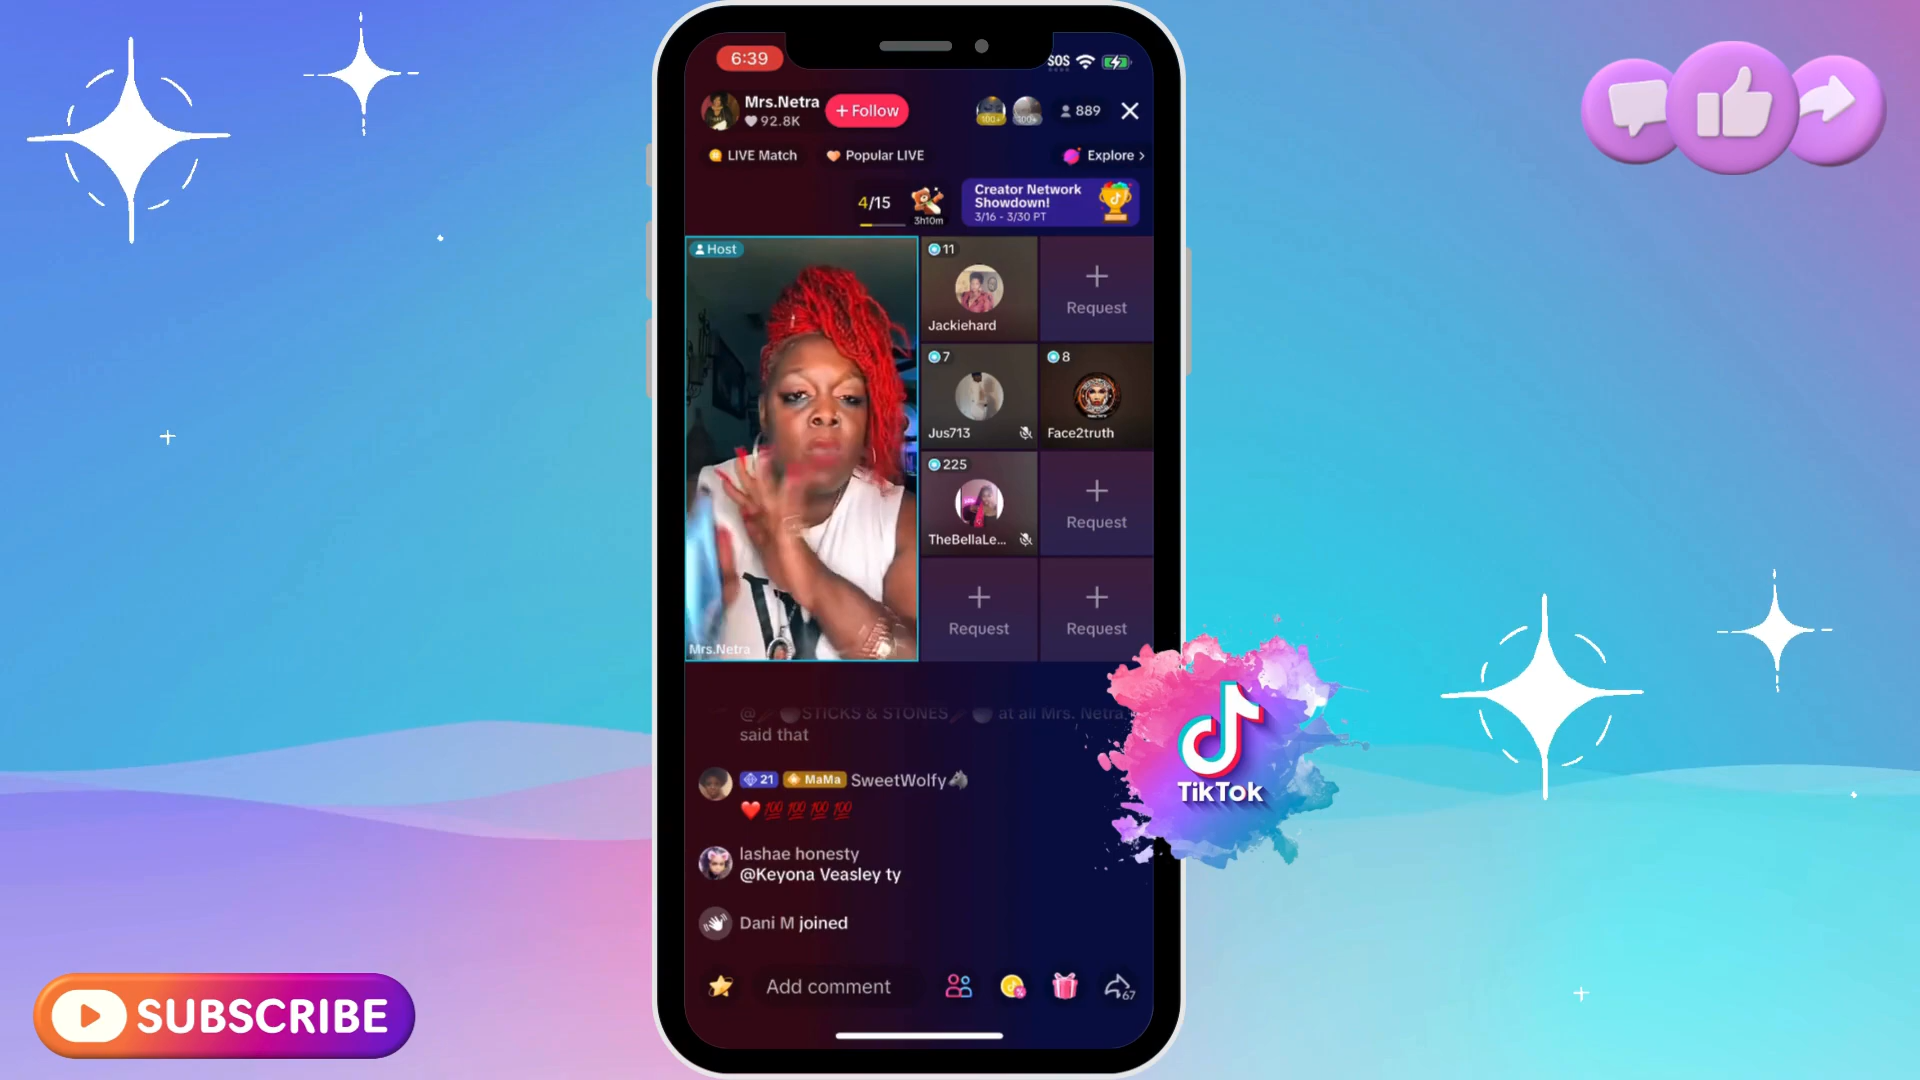 6:39
SOS
Mrs.Netra
92.8K
+ Follow
100+
100+
889
LIVE Match
Popular LIVE
Explore >
4/15
3h10m
Creator Network
Showdown!
3/16 - 3/30 PT
Host
11
Jackiehard
+
Request
7
Jus713
8
Face2truth
225
TheBellaLe...
+
Request
+
Request
+
Request
Mrs.Netra
@ STICKS & STONES at all Mrs. Netra,
said that
21 MaMa SweetWolfy
❤️💯💯💯💯
lashae honesty
@Keyona Veasley ty
Dani M joined
Add comment
67
TikTok
SUBSCRIBE